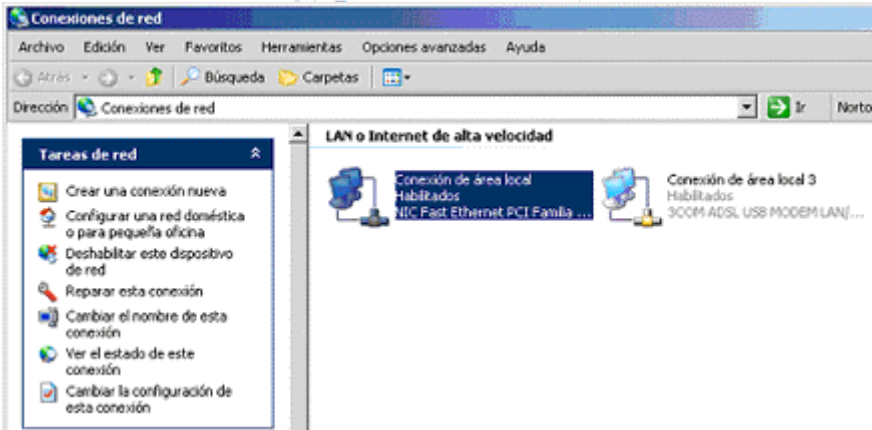 Conexiones de red
Archivo Edición Ver Favoritos Herramientas Opciones avanzadas Ayuda
Atrás Búsqueda Carpetas
Dirección Conexiones de red Ir Norto
Tareas de red
Crear una conexión nueva
Configurar una red doméstica
o para pequeña oficina
Deshabilitar este dispositivo
de red
Reparar esta conexión
Cambiar el nombre de esta
conexión
Ver el estado de este
conexión
Cambiar la configuración de
esta conexión
LAN o Internet de alta velocidad
Conexión de área local
Habilitados
NIC Fast Ethernet PCI Familia ...
Conexión de área local 3
Habilitados
3COM ADSL USB MODEM LAN/...